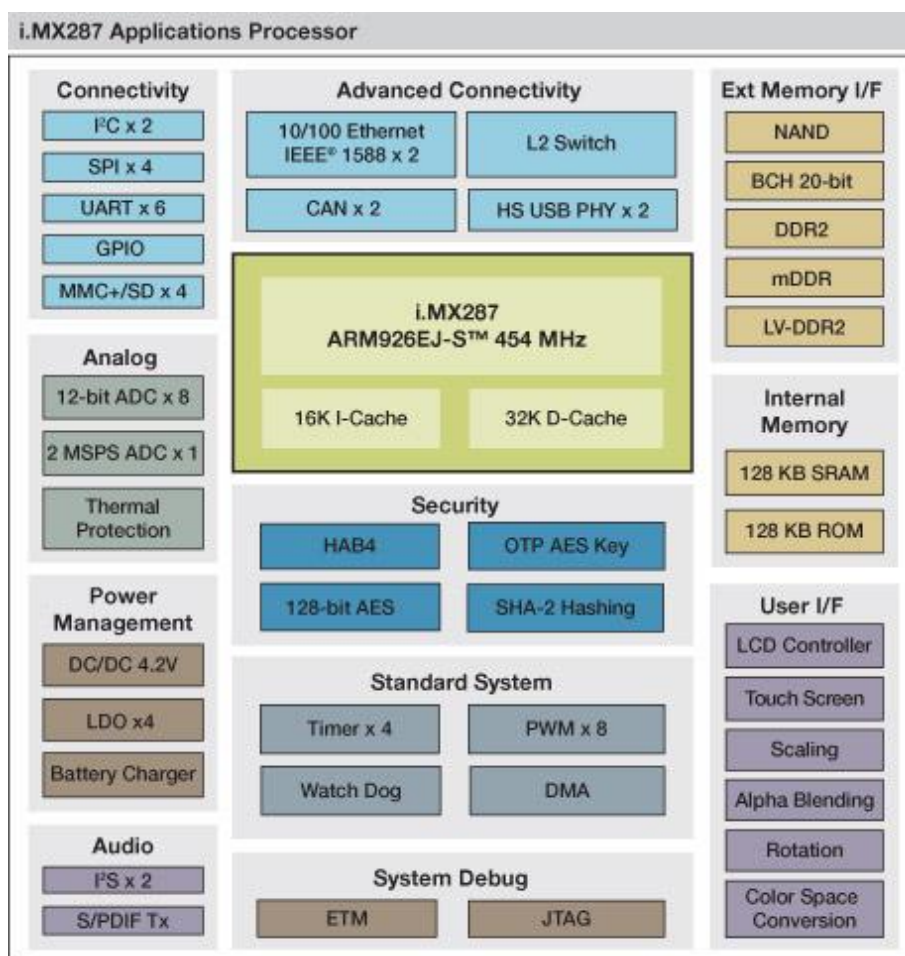 i.MX287 Applications Processor
Connectivity
I²C x 2
SPI x 4
UART x 6
GPIO
MMC+/SD x 4
Analog
12-bit ADC x 8
2 MSPS ADC x 1
Thermal
Protection
Power
Management
DC/DC 4.2V
LDO x4
Battery Charger
Audio
I²S x 2
S/PDIF Tx
Advanced Connectivity
10/100 Ethernet
IEEE® 1588 x 2
L2 Switch
CAN x 2
HS USB PHY x 2
i.MX287
ARM926EJ-S™ 454 MHz
16K I-Cache
32K D-Cache
Security
HAB4
OTP AES Key
128-bit AES
SHA-2 Hashing
Standard System
Timer x 4
PWM x 8
Watch Dog
DMA
System Debug
ETM
JTAG
Ext Memory I/F
NAND
BCH 20-bit
DDR2
mDDR
LV-DDR2
Internal
Memory
128 KB SRAM
128 KB ROM
User I/F
LCD Controller
Touch Screen
Scaling
Alpha Blending
Rotation
Color Space
Conversion